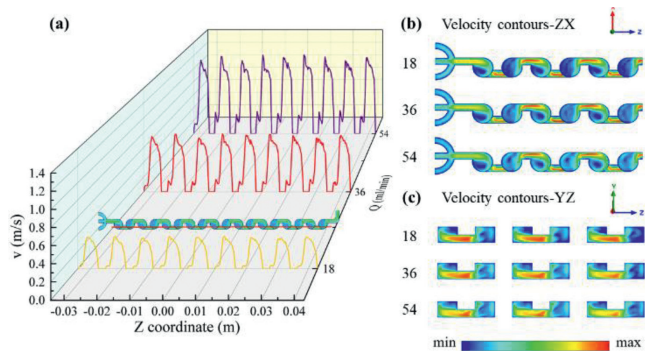 (a)
1.4
1.2
1.0
0.8
0.6
0.4
0.2
0.0
v (m/s)
-0.03 -0.02 -0.01 0.00 0.01 0.02 0.03 0.04
Z coordinate (m)
18
36
54
Q (ml/min)
(b) Velocity contours-ZX
Z
18
36
54
(c) Velocity contours-YZ
Y
Z
18
36
54
min max